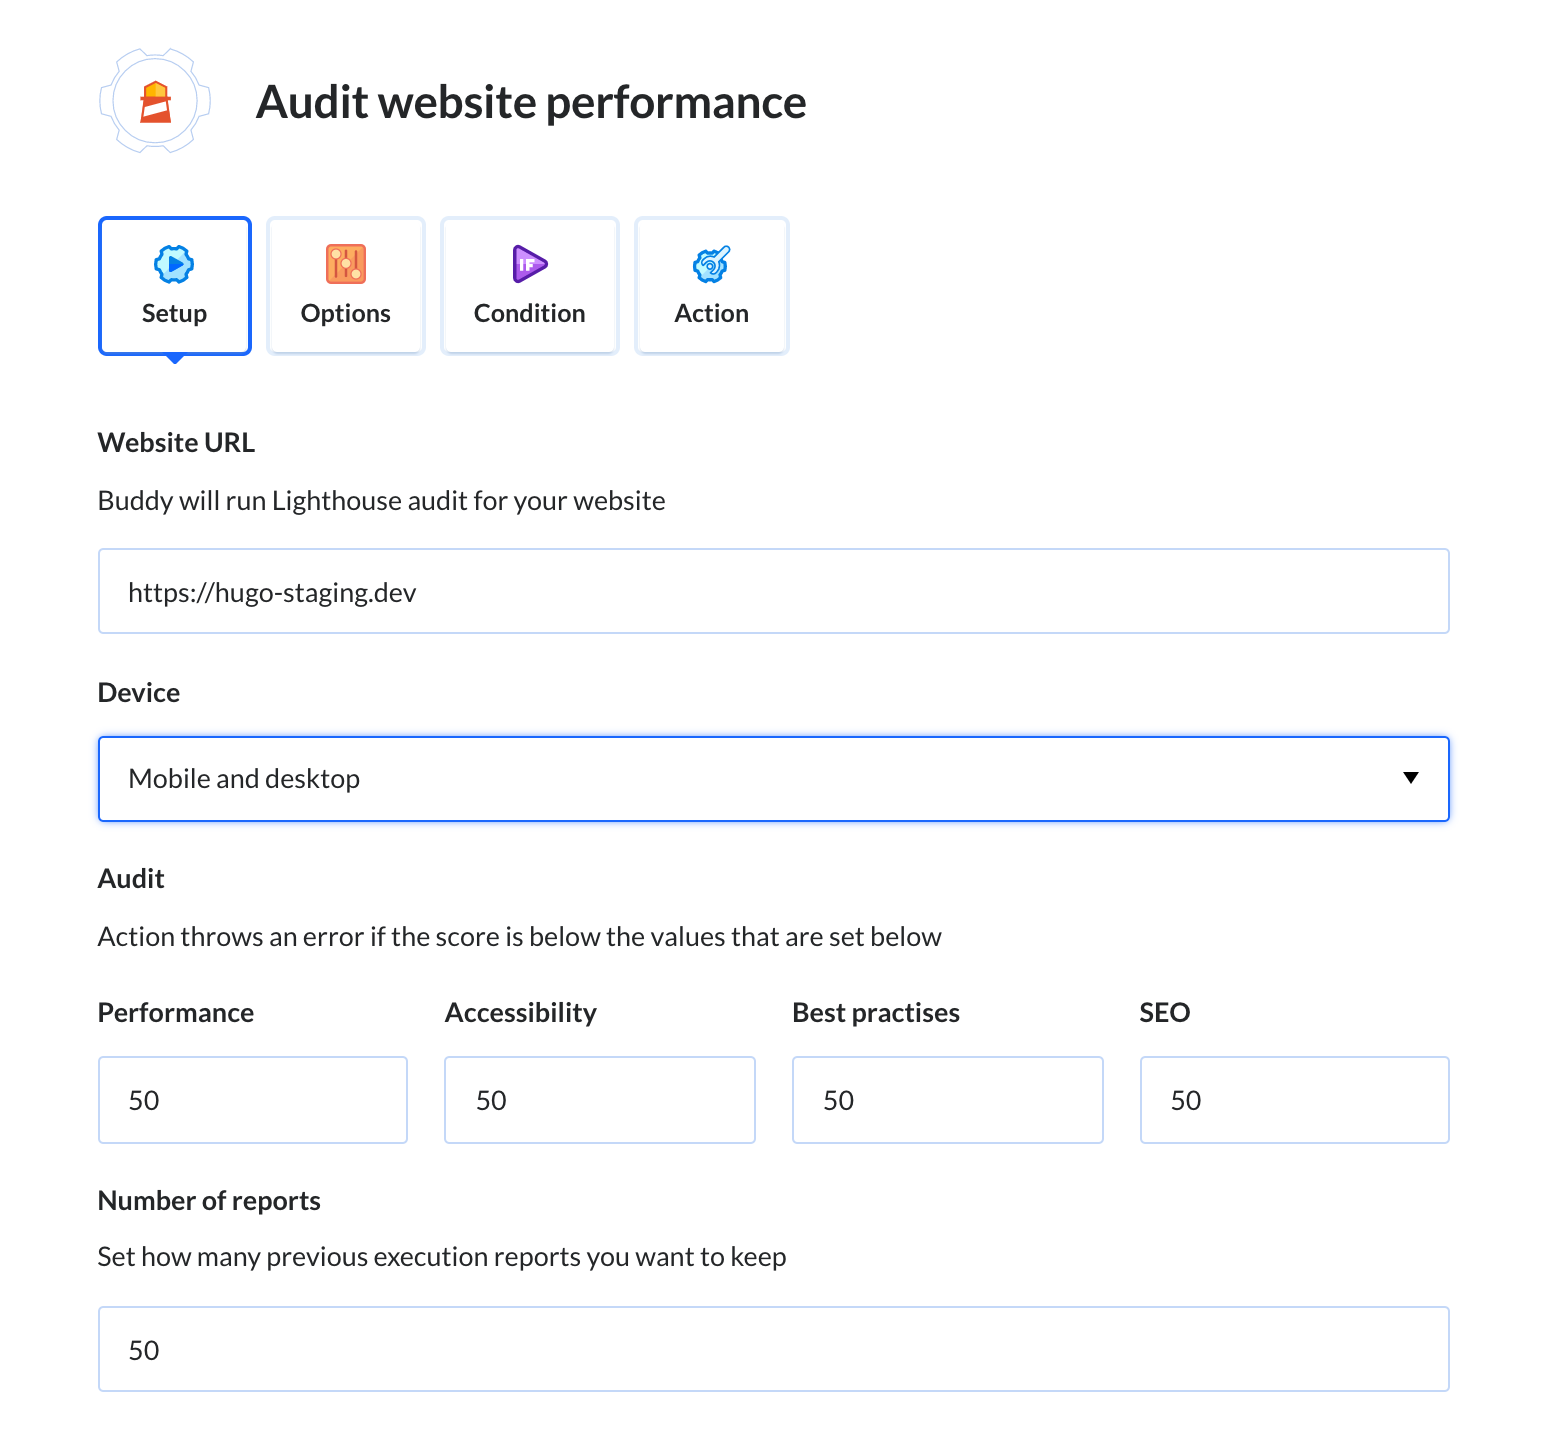 Audit website performance
Setup
Options
IF
Condition
Action
Website URL
Buddy will run Lighthouse audit for your website
https://hugo-staging.dev
Device
Mobile and desktop
Audit
Action throws an error if the score is below the values that are set below
Performance
Accessibility
Best practises
SEO
50
50
50
50
Number of reports
Set how many previous execution reports you want to keep
50